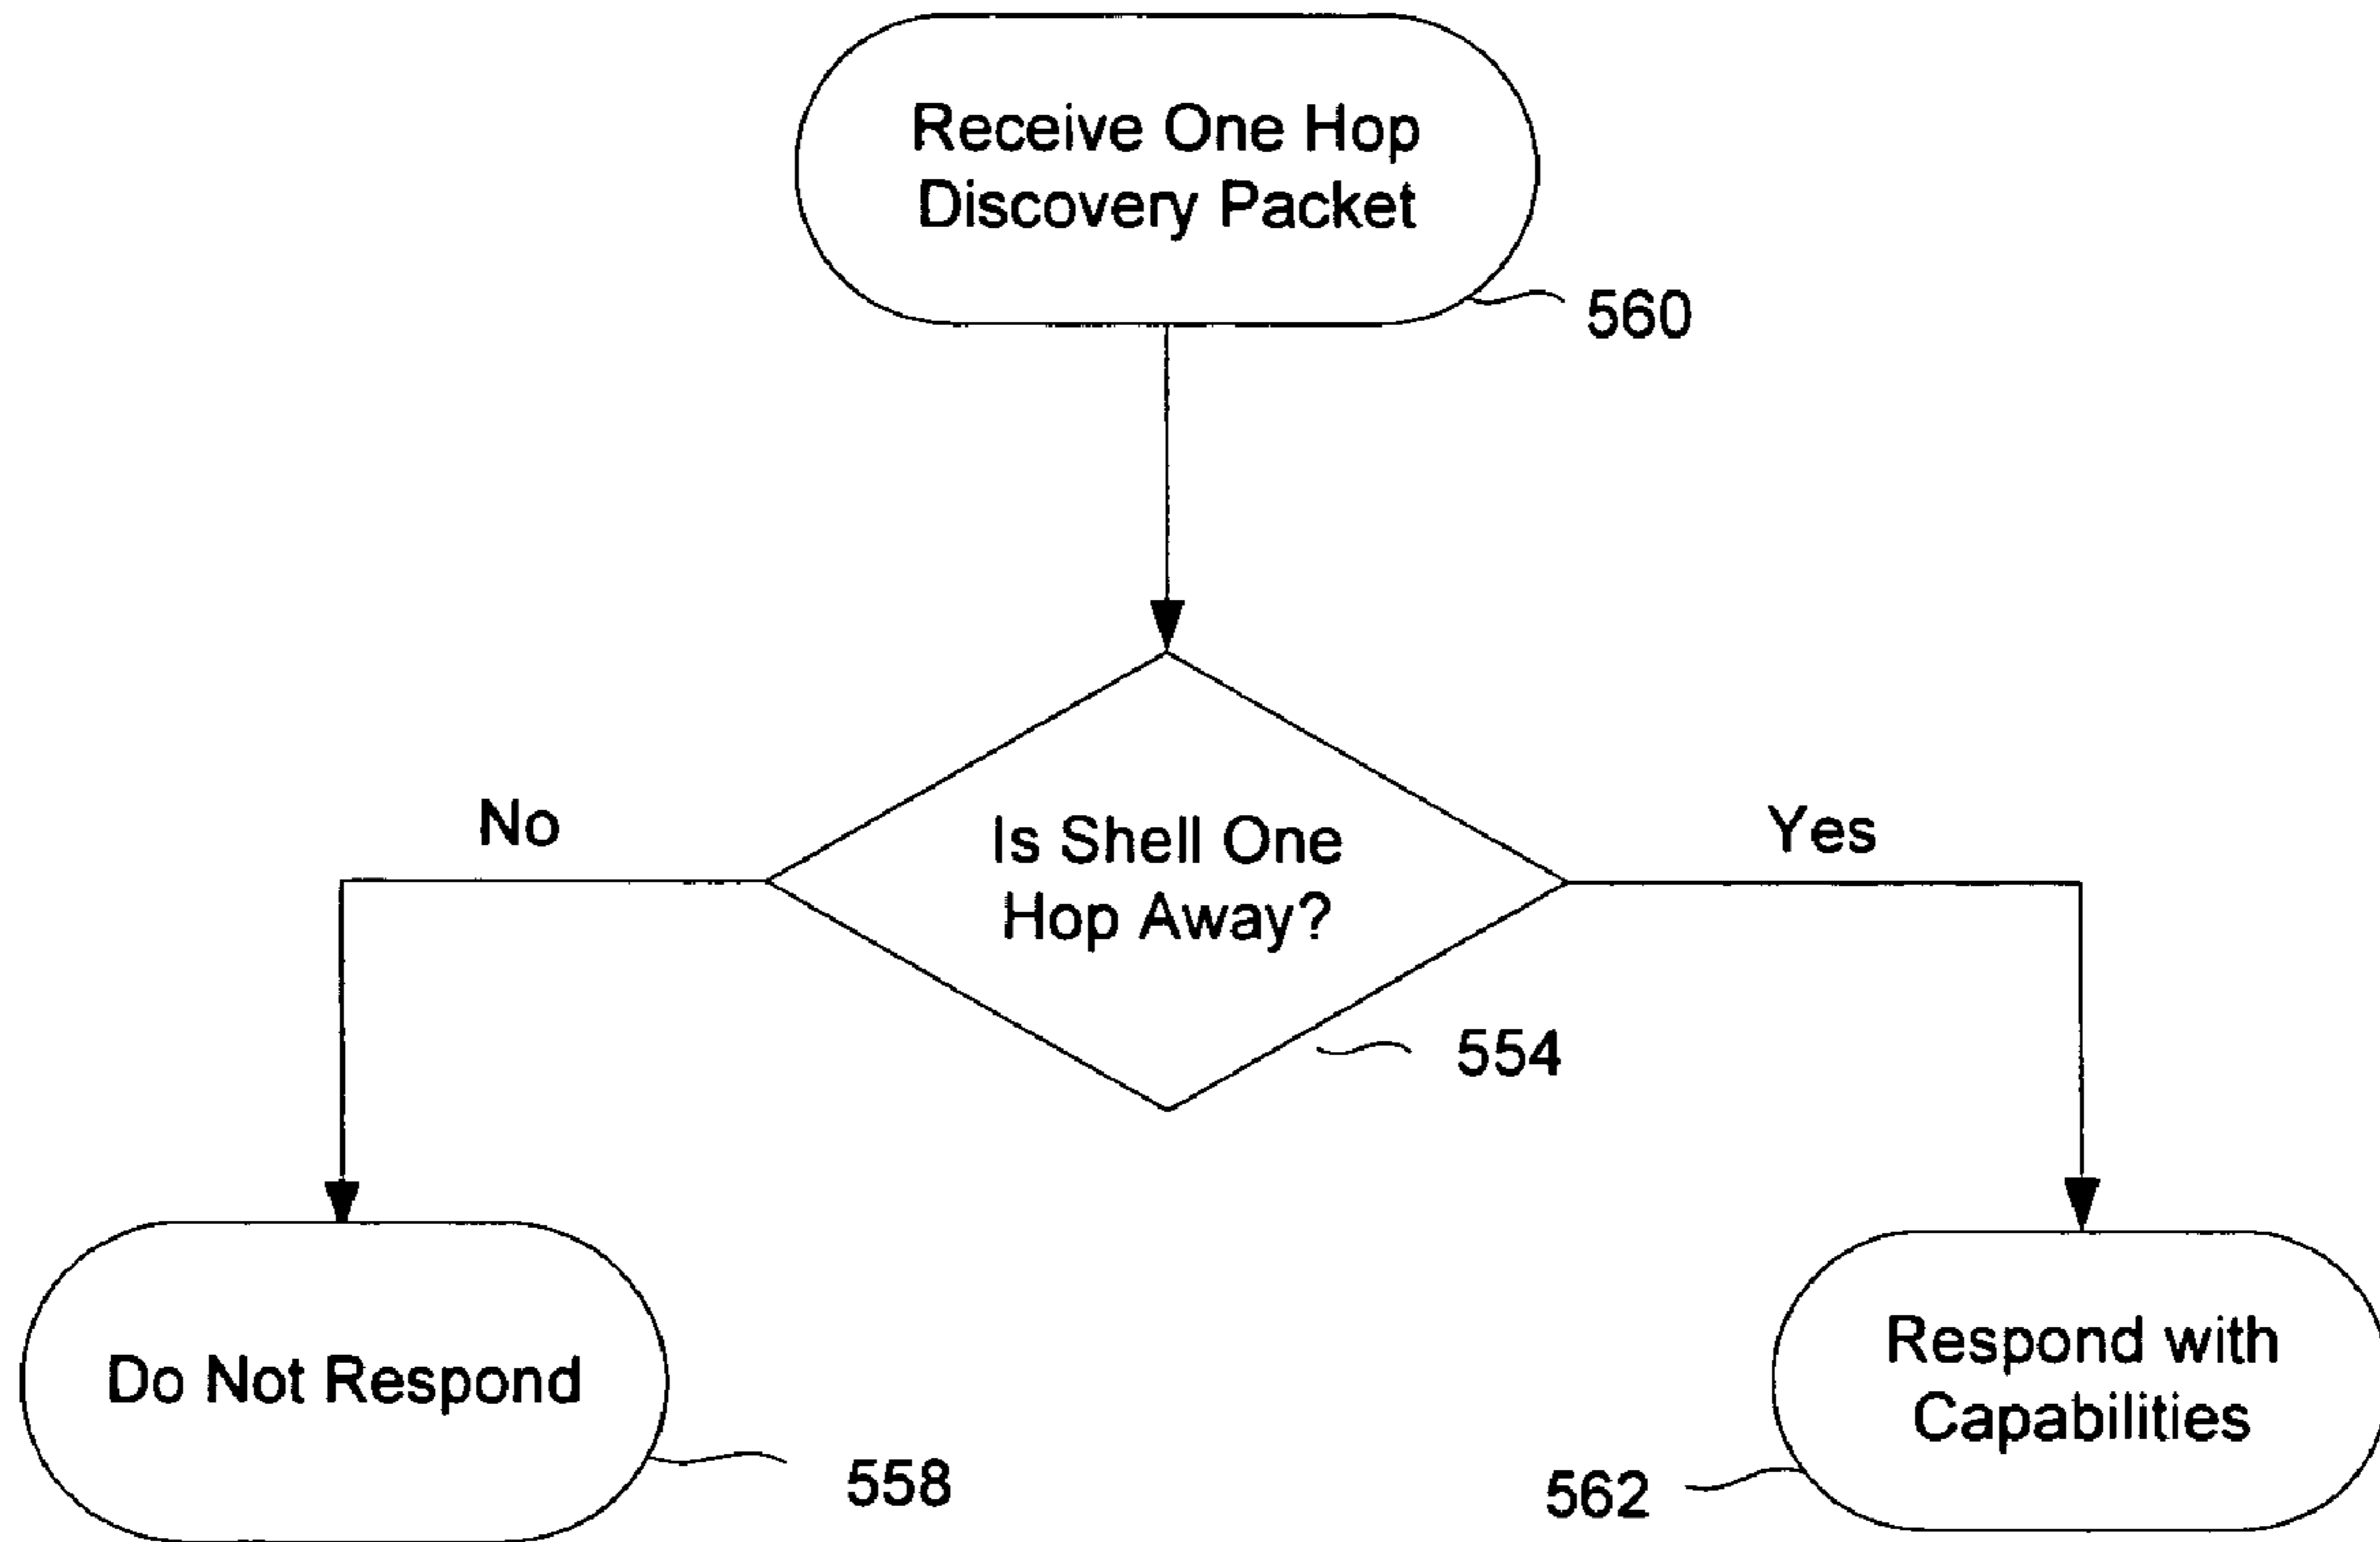 Receive One Hop
Discovery Packet
560
Is Shell One
Hop Away?
No
Yes
554
Do Not Respond
558
Respond with
Capabilities
562